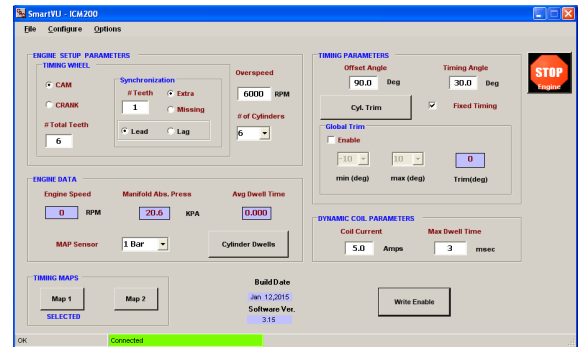 SmartVU - ICM200
File Configure Options
ENGINE SETUP PARAMETERS
TIMING WHEEL
CAM
CRANK
# Total Teeth
6
Synchronization
# Teeth
1
Extra
Missing
Lead
Lag
Overspeed
6000 RPM
# of Cylinders
6
TIMING PARAMETERS
Offset Angle
90.0 Deg
Timing Angle
30.0 Deg
Cyl. Trim
Fixed Timing
Global Trim
Enable
-10
10
0
min (deg)
max (deg)
Trim(deg)
STOP
Engine
ENGINE DATA
Engine Speed
0 RPM
Manifold Abs. Press
20.6 KPA
Avg Dwell Time
0.000
MAP Sensor
1 Bar
Cylinder Dwells
DYNAMIC COIL PARAMETERS
Coil Current
5.0 Amps
Max Dwell Time
3 msec
TIMING MAPS
Map 1
Map 2
SELECTED
Build Date
Jan 12,2015
Software Ver.
3.15
Write Enable
OK
Connected